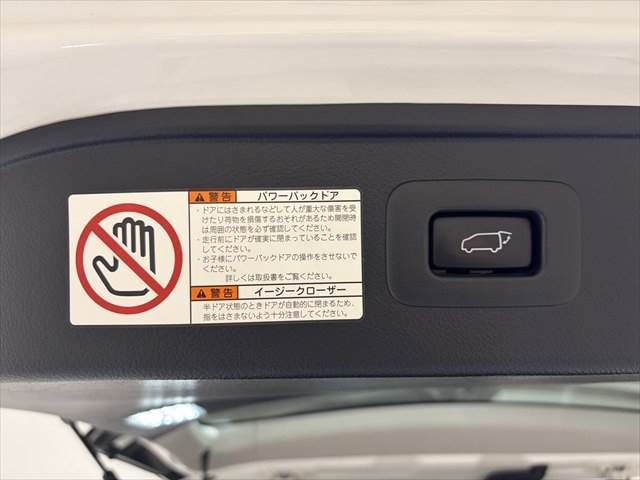 警告 パワーバックドア
・ドアにはさまれるなどして人が重大な傷害を受
けたり荷物を損傷するおそれがあるため開閉時
は周囲の状態を必ず確認してください。
・走行前にドアが確実に閉まっていることを確認
してください。
・お子様にパワーバックドアの操作をさせないで
ください。
詳しくは取扱書をご覧ください。
警告 イージークローザー
半ドア状態のときドアが自動的に閉まるため、
指をはさまないよう十分注意してください。